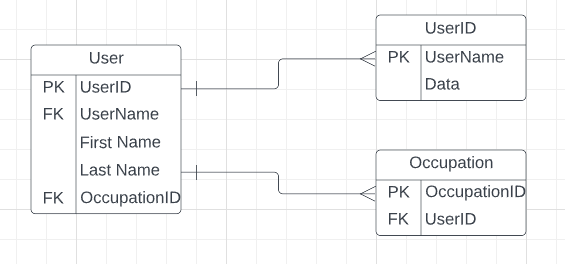 User
PK UserID
FK UserName
First Name
Last Name
FK OccupationID
UserID
PK UserName
Data
Occupation
PK OccupationID
FK UserID